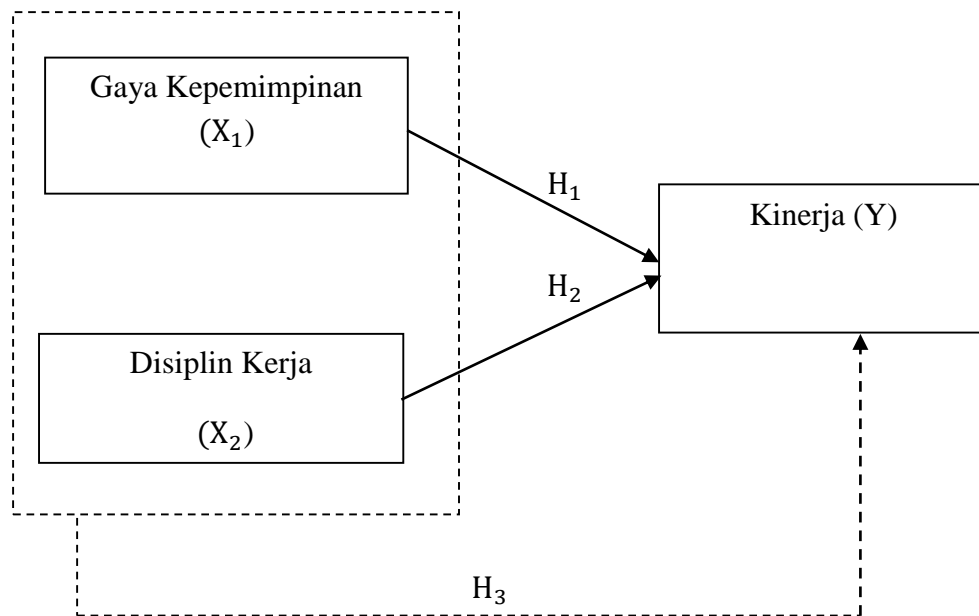 Gaya Kepemimpinan
(X₁)
H₁
Kinerja (Y)
H₂
Disiplin Kerja
(X₂)
H₃